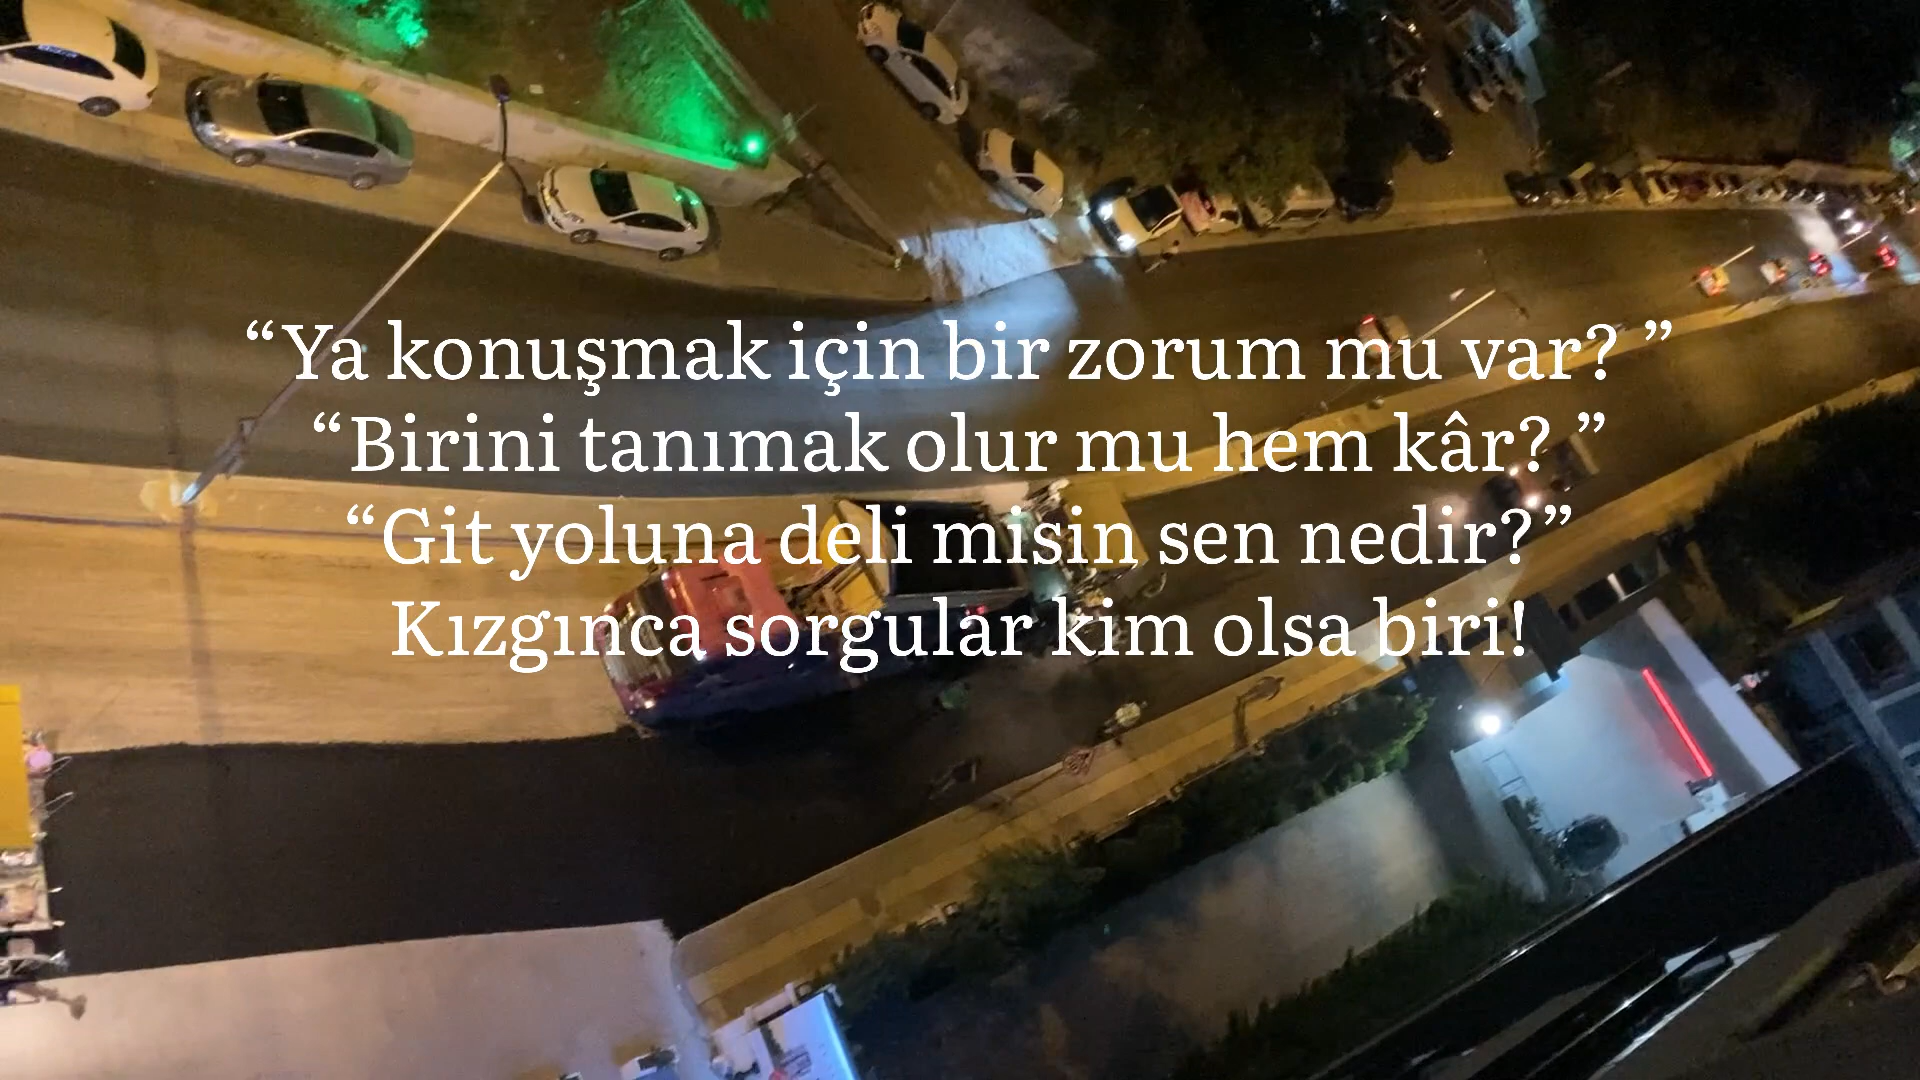 “Ya konuşmak için bir zorum mu var? ”
“Birini tanımak olur mu hem kâr? ”
“Git yoluna deli misin sen nedir?”
Kızgınca sorgular kim olsa biri!